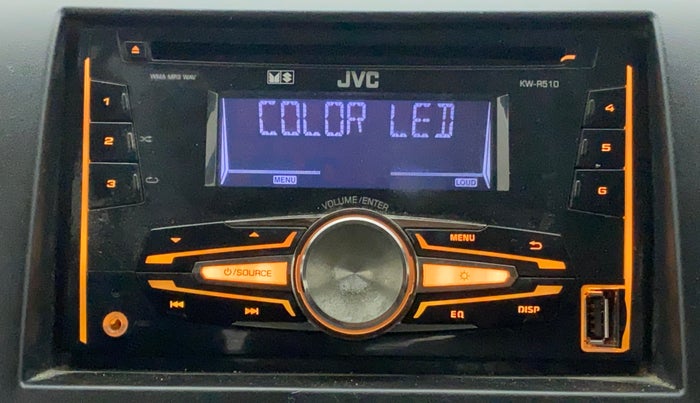 WMA MP3 WAV
JVC
KW-R510
COLOR LED
MENU
LOUD
1
2
3
4
5
6
VOLUME/ENTER
MENU
/SOURCE
EQ
DISP